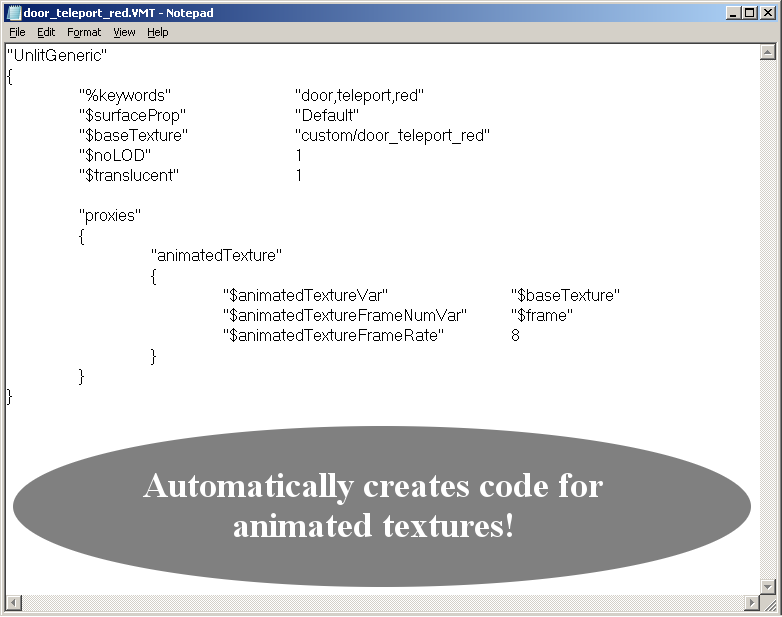 door_teleport_red.VMT - Notepad
File Edit Format View Help
"UnlitGeneric"
{
"%keywords" "door,teleport,red"
"$surfaceProp" "Default"
"$baseTexture" "custom/door_teleport_red"
"$noLOD" 1
"$translucent" 1
"proxies"
{
"animatedTexture"
{
"$animatedTextureVar" "$baseTexture"
"$animatedTextureFrameNumVar" "$frame"
"$animatedTextureFrameRate" 8
}
}
}
Automatically creates code for
animated textures!